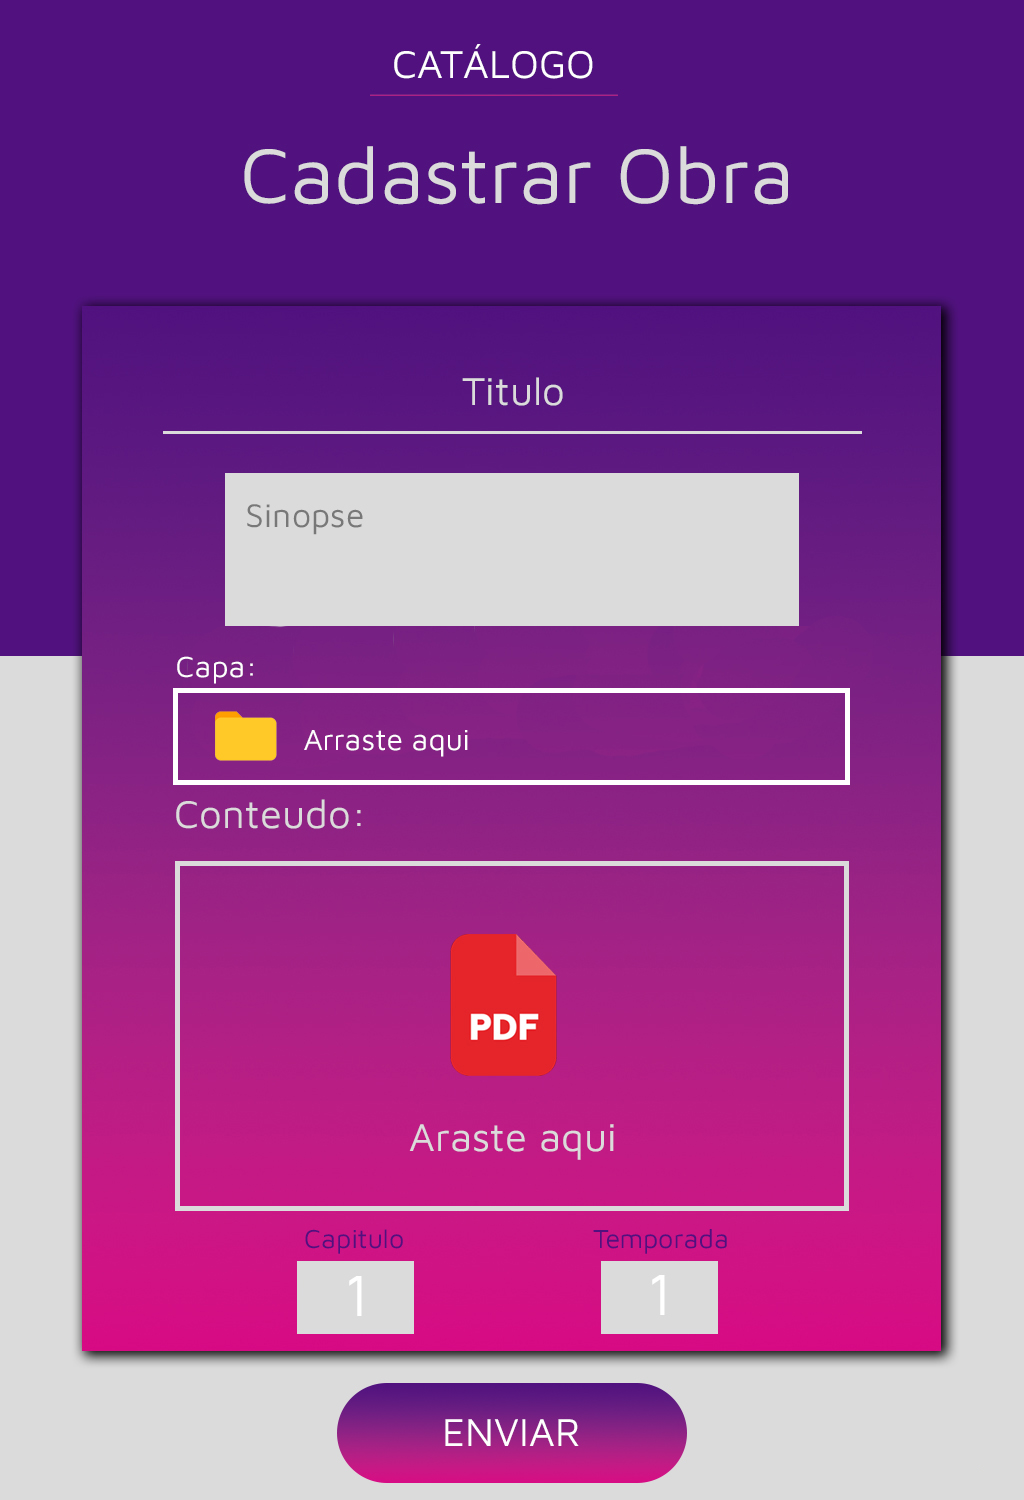 CATÁLOGO
Cadastrar Obra
Titulo
Sinopse
Capa:
Arraste aqui
Conteudo:
PDF
Araste aqui
Capitulo Temporada
1 1
ENVIAR